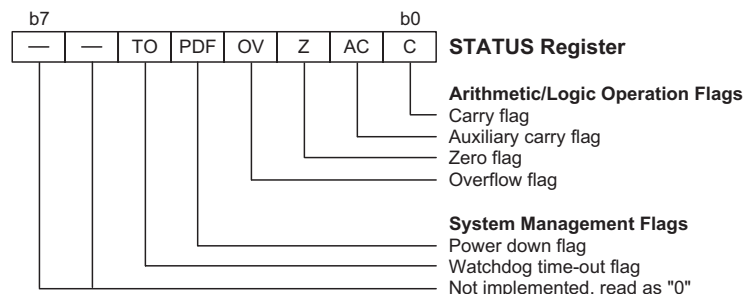 b7 b0
— — TO PDF OV Z AC C STATUS Register
Arithmetic/Logic Operation Flags
Carry flag
Auxiliary carry flag
Zero flag
Overflow flag
System Management Flags
Power down flag
Watchdog time-out flag
Not implemented, read as "0"